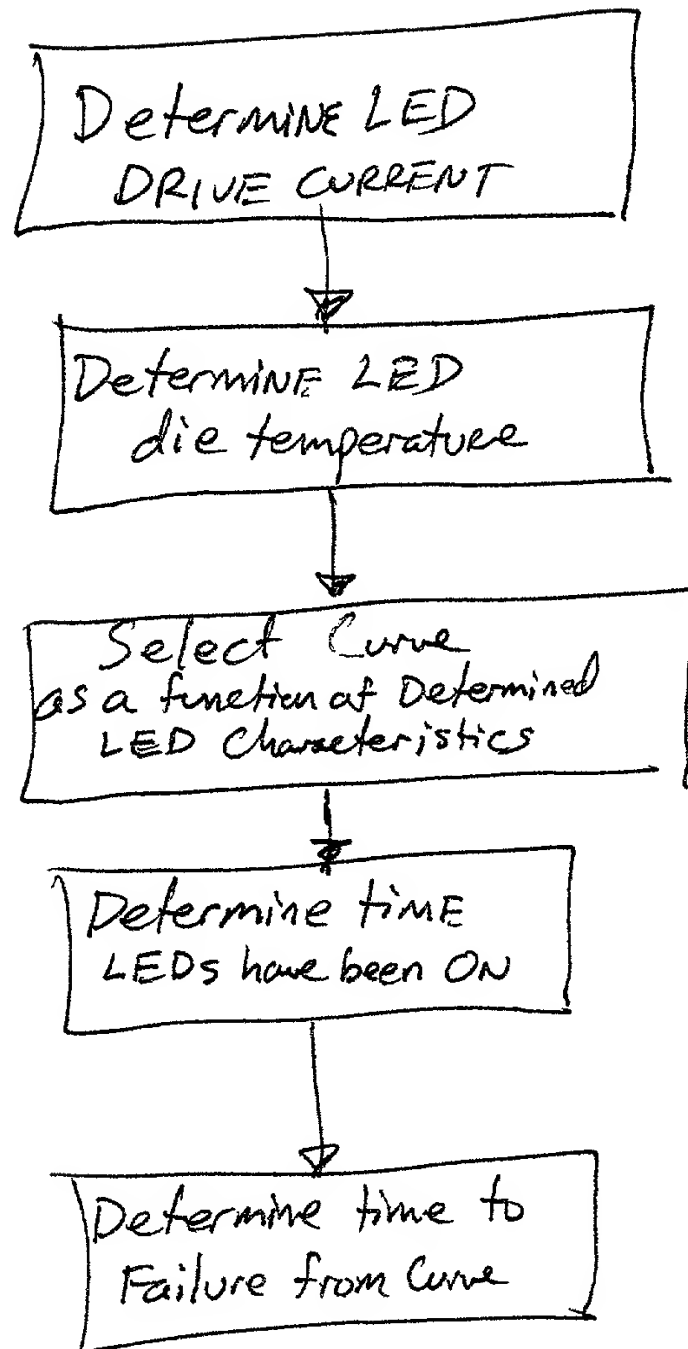 DetermINE LED
DRIVE CURRENT
DetermINE LED
die temperature
Select Curve
as a function of Determined
LED Characteristics
Determine tIME
LEDs have been ON
Determine time to
Failure from Curve